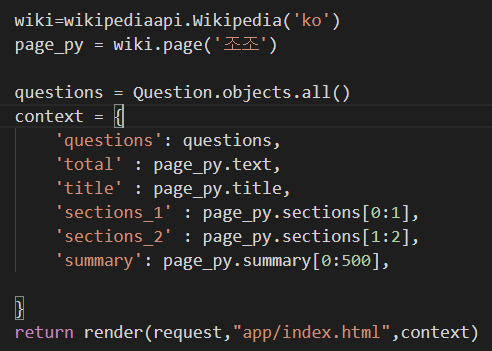 wiki=wikipediaapi.Wikipedia('ko')
page_py = wiki.page('조조')
questions = Question.objects.all()
context = {
'questions': questions,
'total' : page_py.text,
'title' : page_py.title,
'sections_1' : page_py.sections[0:1],
'sections_2' : page_py.sections[1:2],
'summary': page_py.summary[0:500],
}
return render(request,"app/index.html",context)